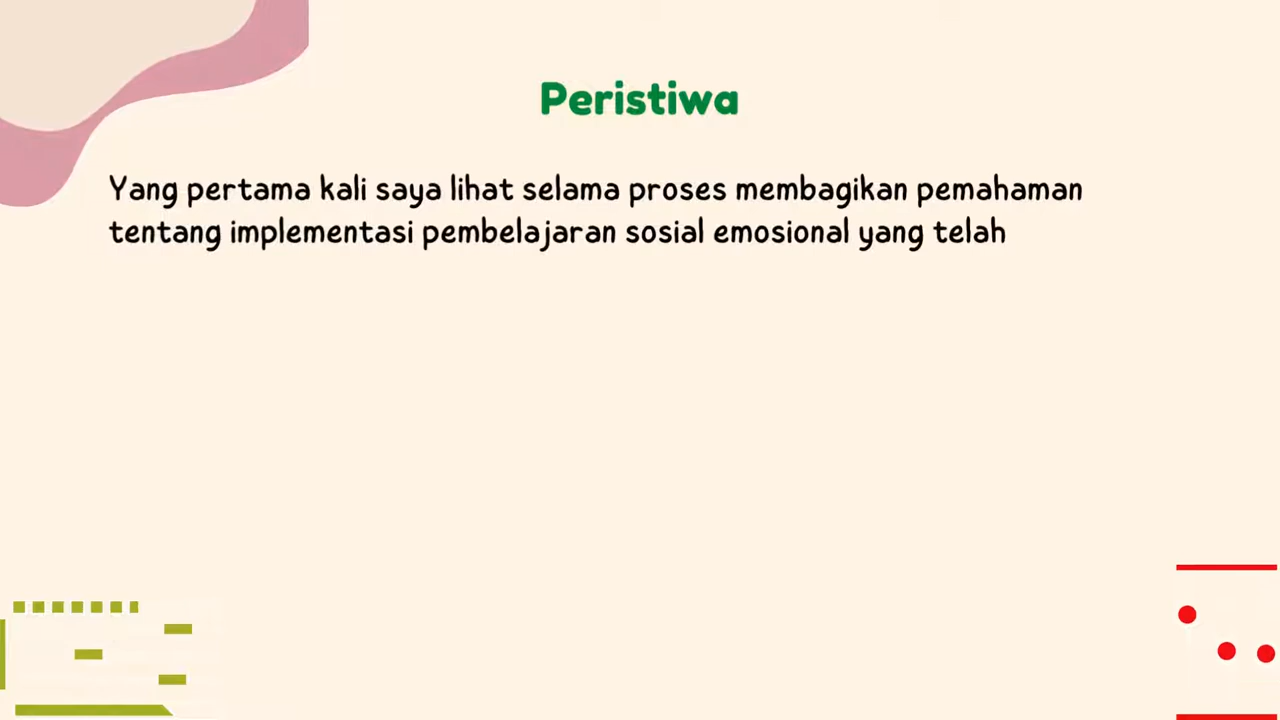 Peristiwa
Yang pertama kali saya lihat selama proses membagikan pemahaman
tentang implementasi pembelajaran sosial emosional yang telah